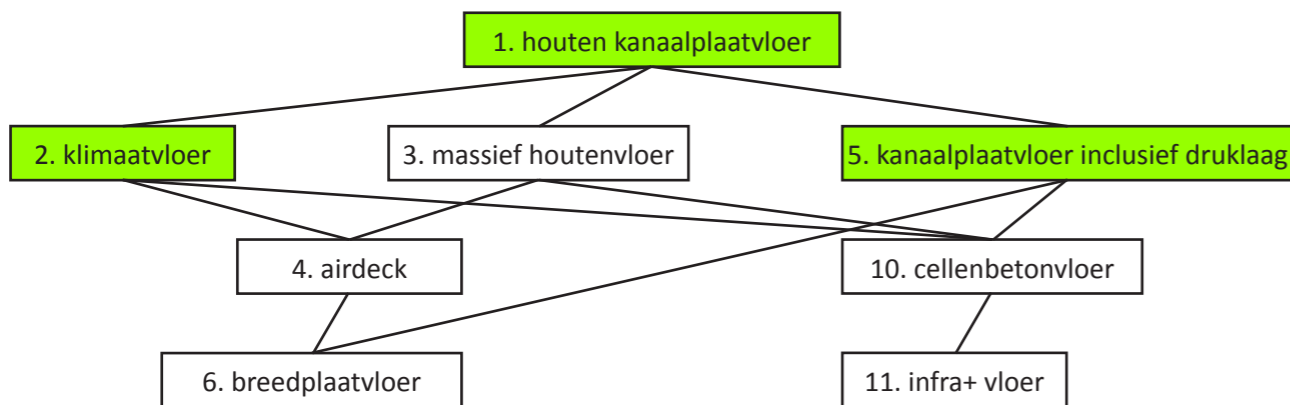 1. houten kanaalplaatvloer
2. klimaatvloer
3. massief houtenvloer
5. kanaalplaatvloer inclusief druklaag
4. airdeck
10. cellenbetonvloer
6. breedplaatvloer
11. infra+ vloer